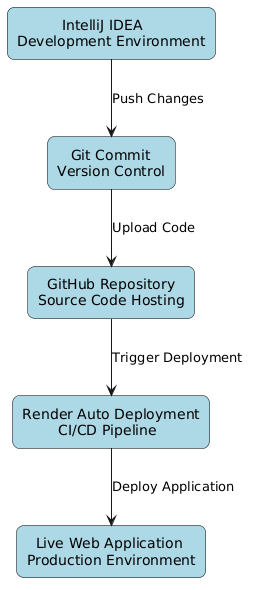 IntelliJ IDEA
Development Environment
Push Changes
Git Commit
Version Control
Upload Code
GitHub Repository
Source Code Hosting
Trigger Deployment
Render Auto Deployment
CI/CD Pipeline
Deploy Application
Live Web Application
Production Environment